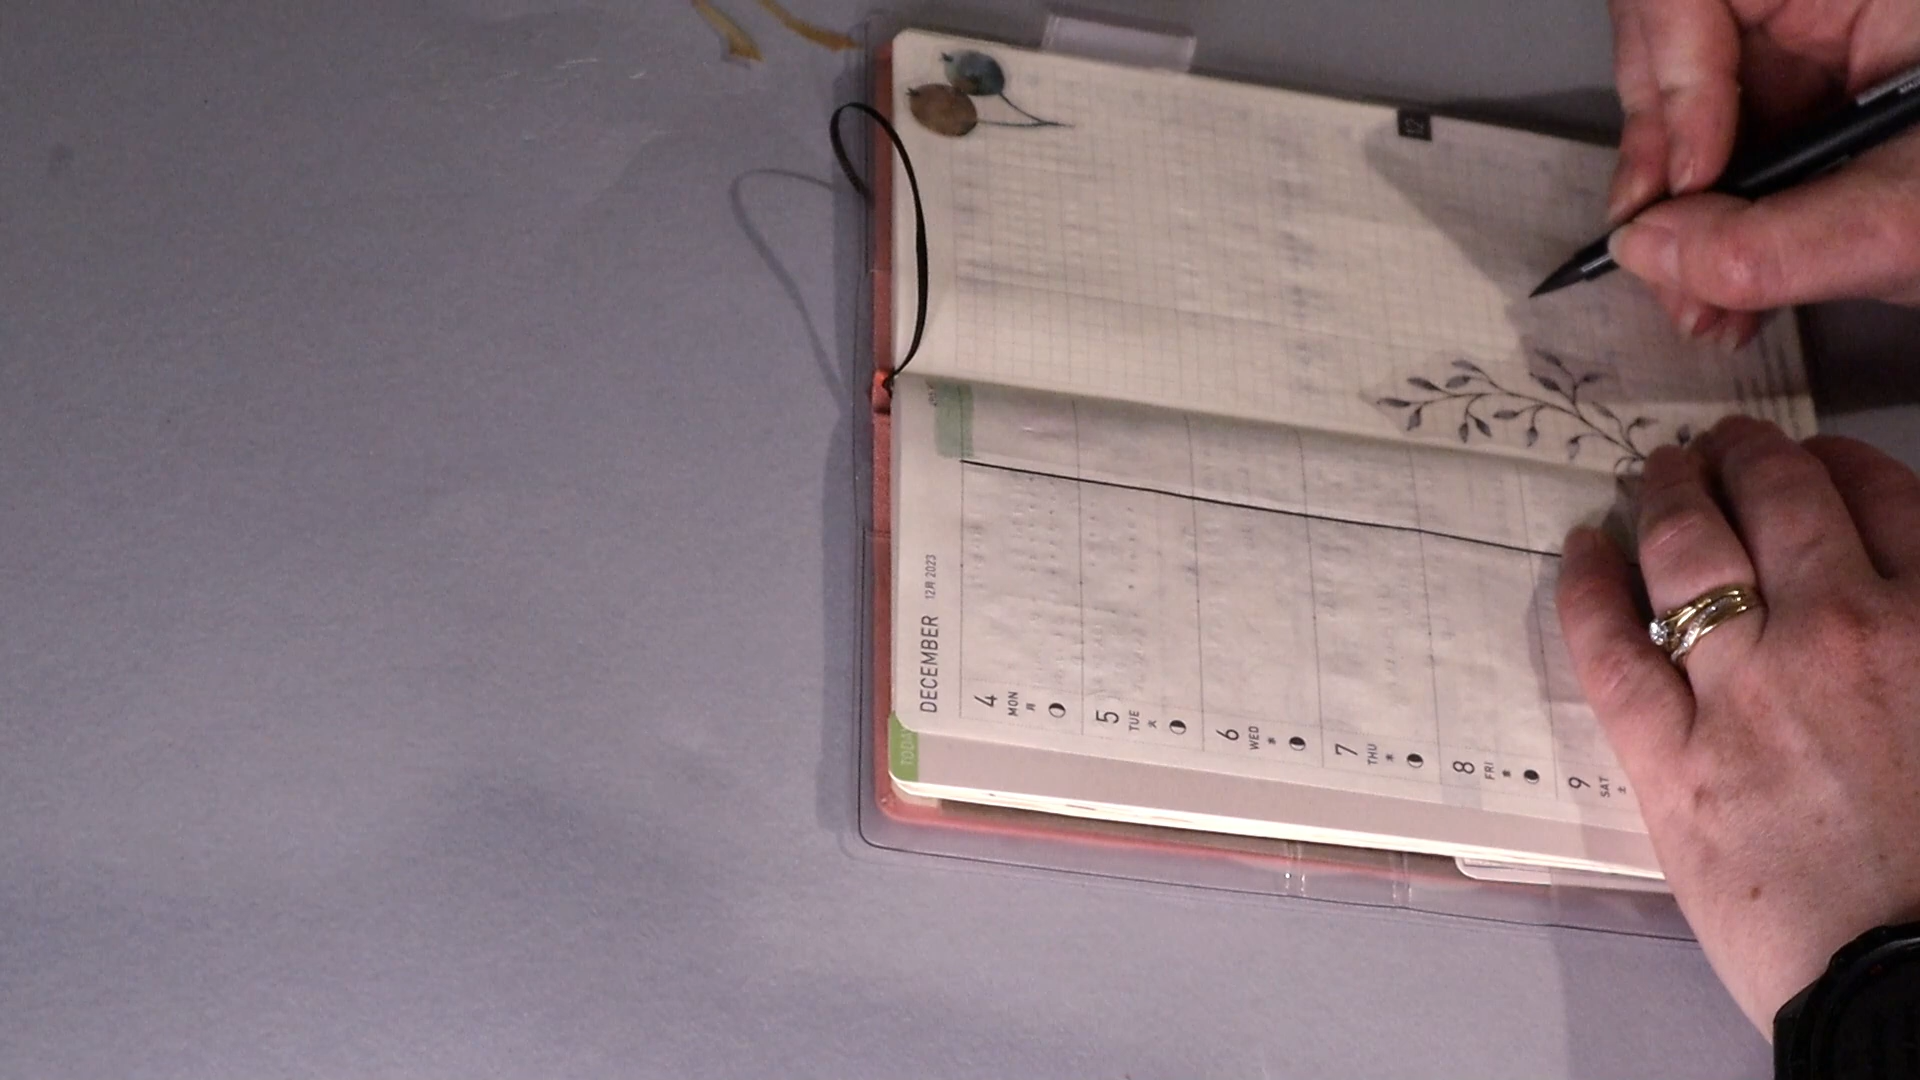 DECEMBER 12月 2023
4 MON 月
5 TUE 火
6 WED 水
7 THU 木
8 FRI 金
9 SAT 土
12
TODAY